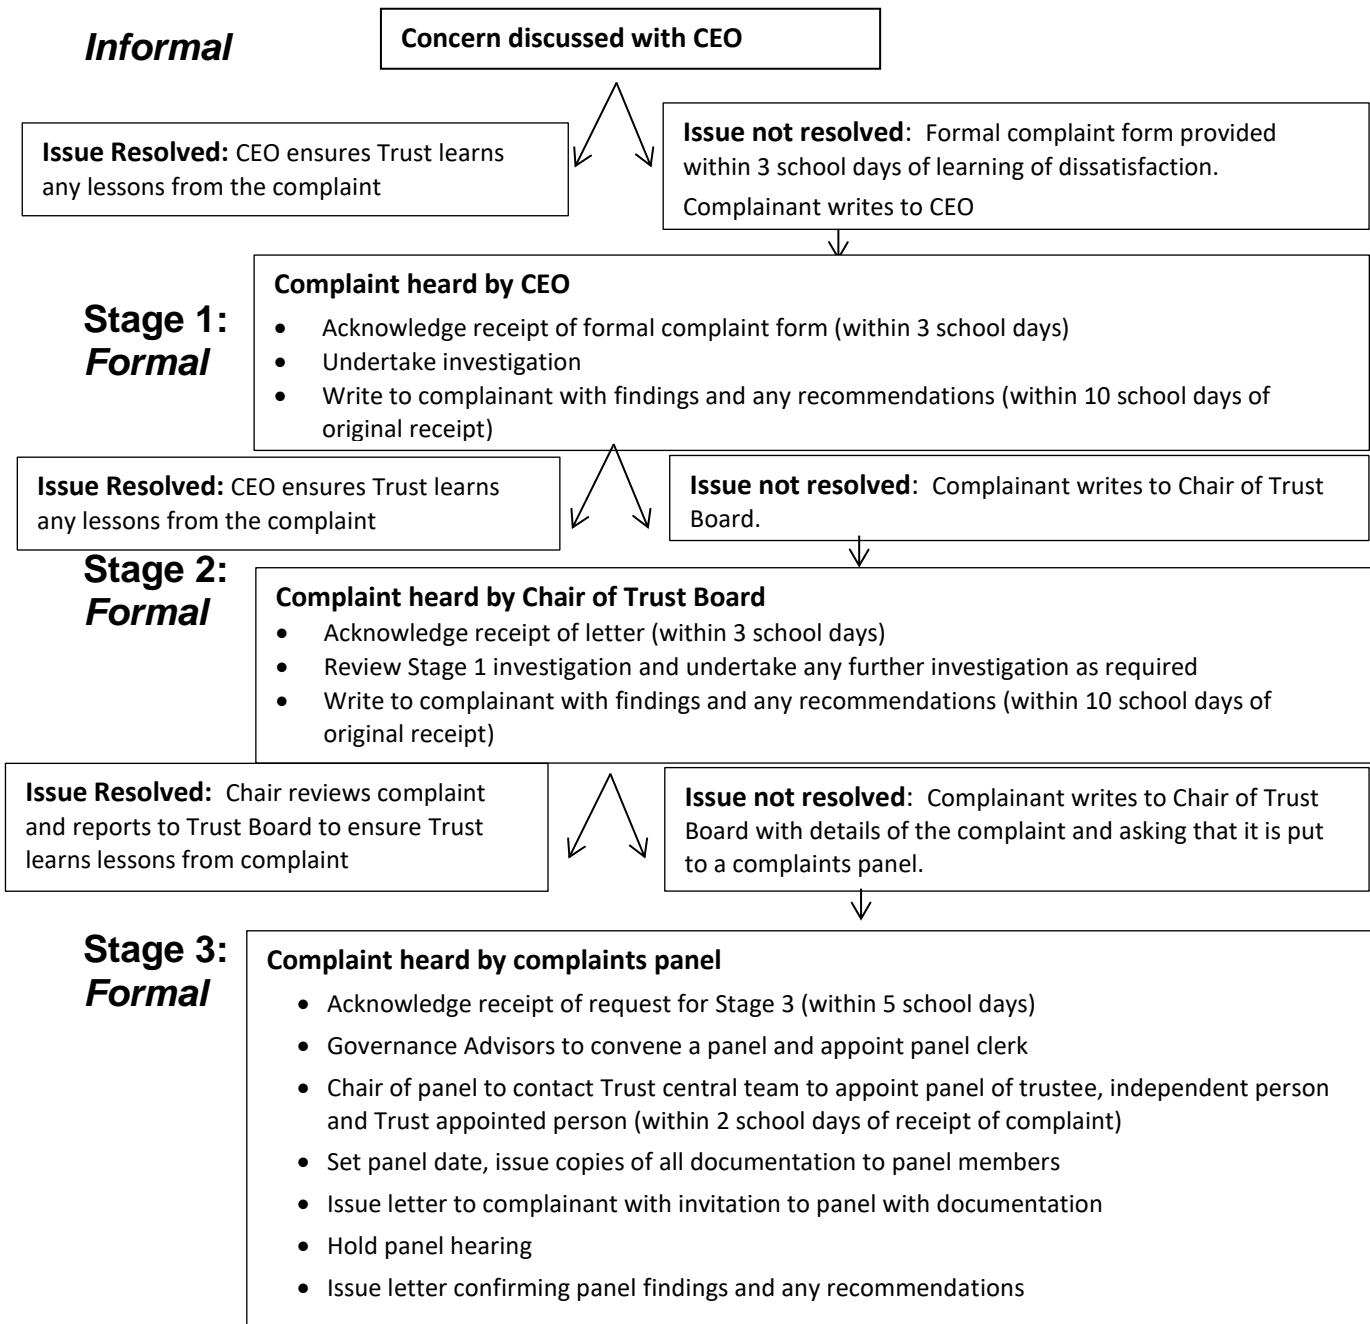 Informal
Concern discussed with CEO
Issue Resolved: CEO ensures Trust learns
any lessons from the complaint
Issue not resolved: Formal complaint form provided
within 3 school days of learning of dissatisfaction.
Complainant writes to CEO
Stage 1:
Formal
Complaint heard by CEO
• Acknowledge receipt of formal complaint form (within 3 school days)
• Undertake investigation
• Write to complainant with findings and any recommendations (within 10 school days of
original receipt)
Issue Resolved: CEO ensures Trust learns
any lessons from the complaint
Issue not resolved: Complainant writes to Chair of Trust
Board.
Stage 2:
Formal
Complaint heard by Chair of Trust Board
• Acknowledge receipt of letter (within 3 school days)
• Review Stage 1 investigation and undertake any further investigation as required
• Write to complainant with findings and any recommendations (within 10 school days of
original receipt)
Issue Resolved: Chair reviews complaint
and reports to Trust Board to ensure Trust
learns lessons from complaint
Issue not resolved: Complainant writes to Chair of Trust
Board with details of the complaint and asking that it is put
to a complaints panel.
Stage 3:
Formal
Complaint heard by complaints panel
• Acknowledge receipt of request for Stage 3 (within 5 school days)
• Governance Advisors to convene a panel and appoint panel clerk
• Chair of panel to contact Trust central team to appoint panel of trustee, independent person
and Trust appointed person (within 2 school days of receipt of complaint)
• Set panel date, issue copies of all documentation to panel members
• Issue letter to complainant with invitation to panel with documentation
• Hold panel hearing
• Issue letter confirming panel findings and any recommendations